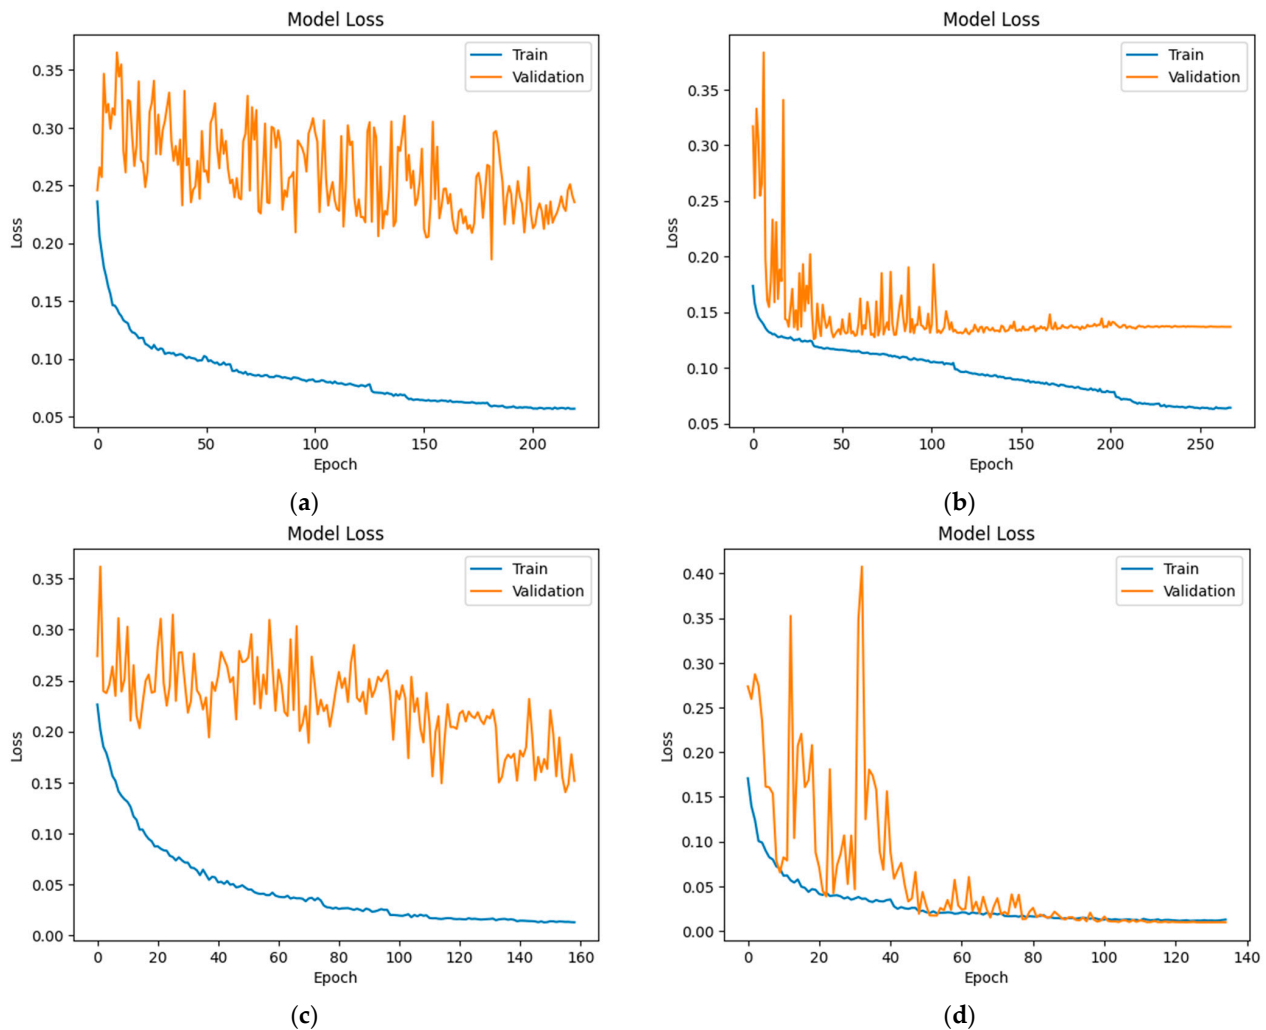 Model Loss
Train
Validation
0.35
0.30
0.25
0.20
0.15
0.10
0.05
Loss
0 50 100 150 200
Epoch
(a)
Model Loss
Train
Validation
0.35
0.30
0.25
0.20
0.15
0.10
0.05
Loss
0 50 100 150 200 250
Epoch
(b)
Model Loss
Train
Validation
0.35
0.30
0.25
0.20
0.15
0.10
0.05
0.00
Loss
0 20 40 60 80 100 120 140 160
Epoch
(c)
Model Loss
Train
Validation
0.40
0.35
0.30
0.25
0.20
0.15
0.10
0.05
0.00
Loss
0 20 40 60 80 100 120 140
Epoch
(d)